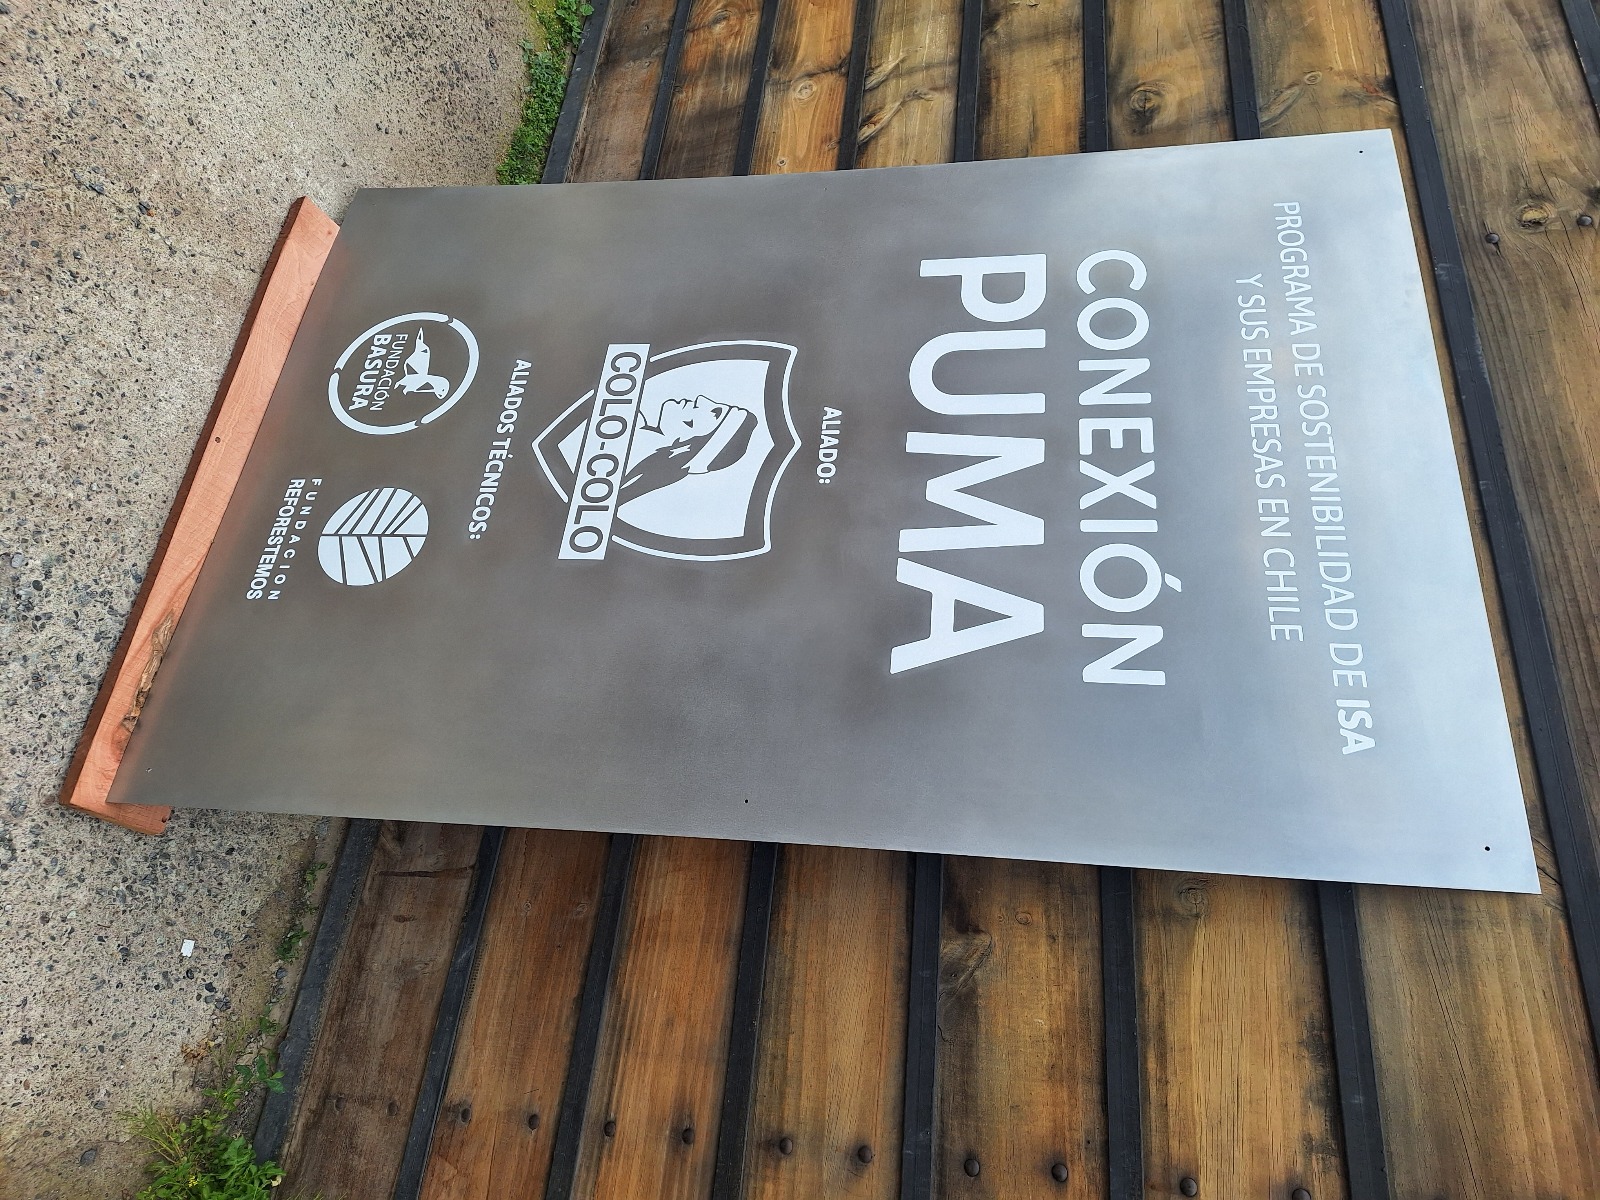 PROGRAMA DE SOSTENIBILIDAD DE ISA
Y SUS EMPRESAS EN CHILE
CONEXIÓN
PUMA
ALIADO:
COLO-COLO
ALIADOS TÉCNICOS:
FUNDACIÓN
BASURA
FUNDACION
REFORESTEMOS